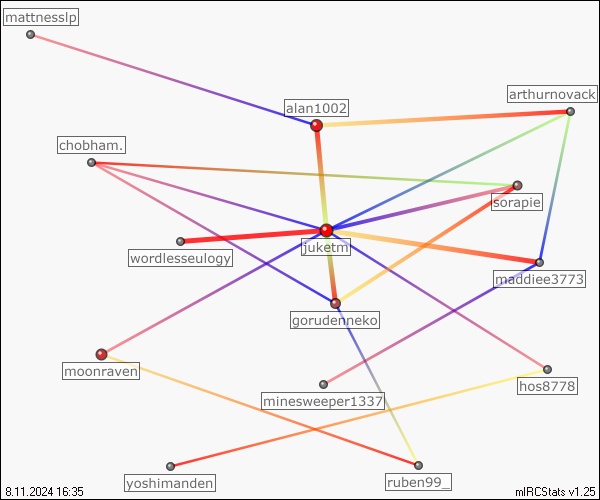 mattnesslp
arthurnovack
alan1002
chobham.
sorapie
juketm
wordlesseulogy
maddiee3773
gorudenneko
moonraven
hos8778
minesweeper1337
yoshimanden
ruben99_
8.11.2024 16:35
mIRCStats v1.25